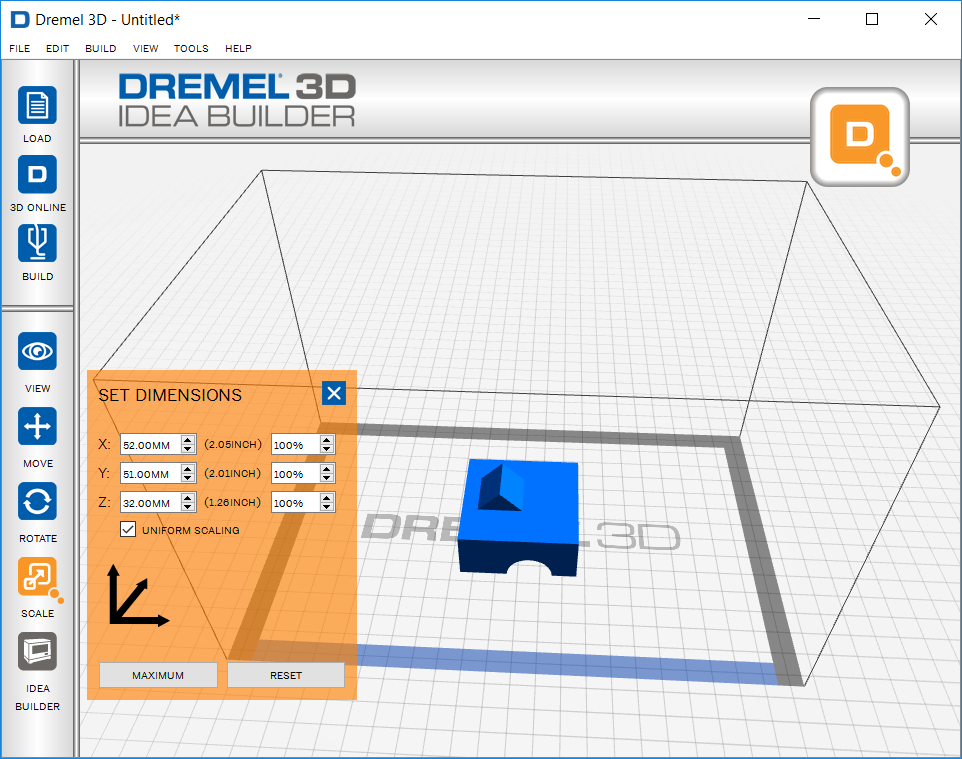 Dremel 3D - Untitled*
FILE EDIT BUILD VIEW TOOLS HELP
DREMEL 3D
IDEA BUILDER
D
LOAD
D
3D ONLINE
BUILD
VIEW
MOVE
ROTATE
SCALE
IDEA
BUILDER
SET DIMENSIONS
X: 52.00MM (2.05INCH) 100%
Y: 51.00MM (2.01INCH) 100%
Z: 32.00MM (1.26INCH) 100%
UNIFORM SCALING
MAXIMUM RESET
DRE L 3D